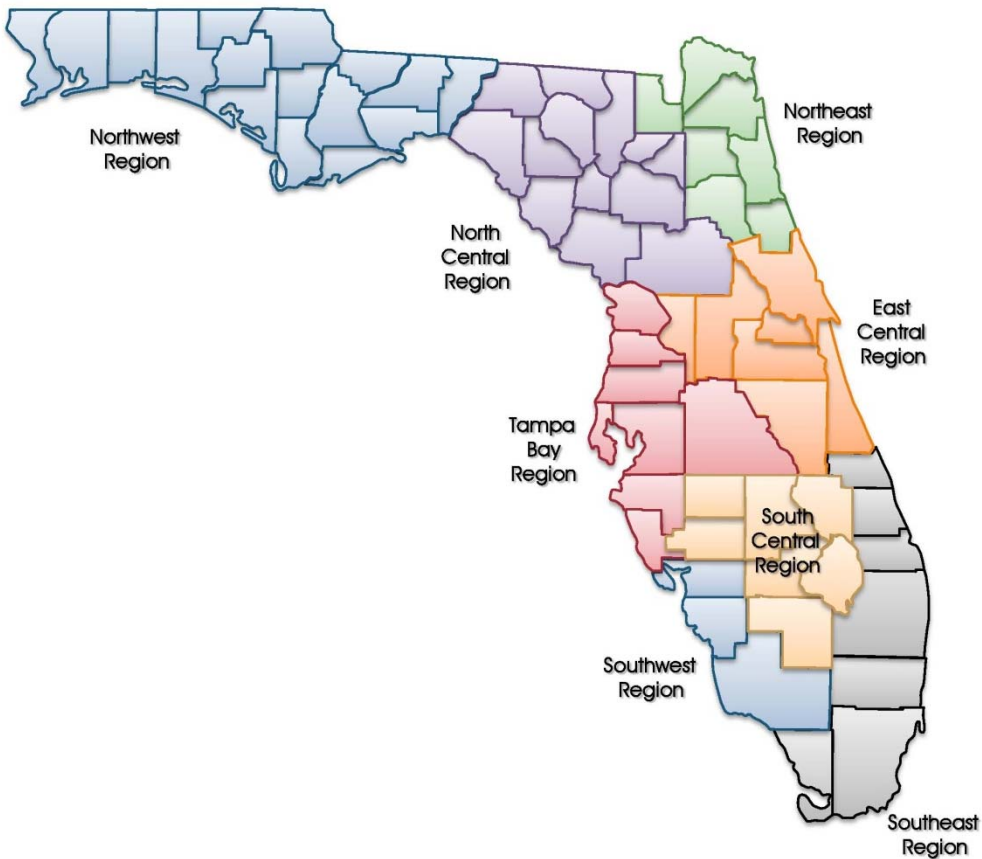 Northwest
Region
Northeast
Region
North
Central
Region
East
Central
Region
Tampa
Bay
Region
South
Central
Region
Southwest
Region
Southeast
Region